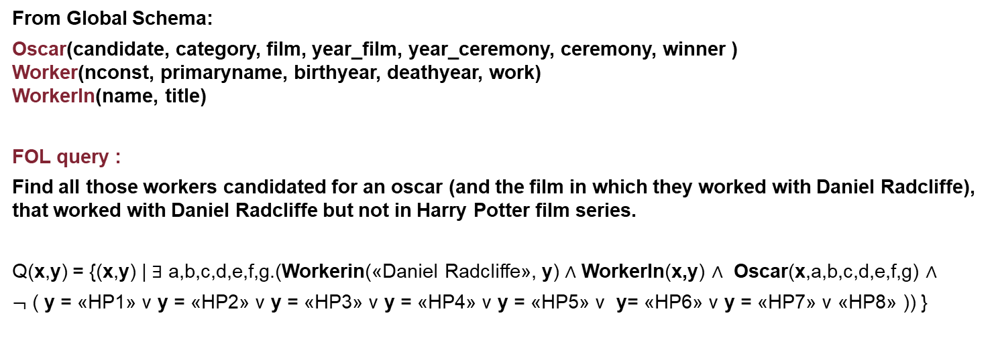 From Global Schema:
Oscar(candidate, category, film, year_film, year_ceremony, ceremony, winner )
Worker(nconst, primaryname, birthyear, deathyear, work)
WorkerIn(name, title)
FOL query :
Find all those workers candidated for an oscar (and the film in which they worked with Daniel Radcliffe),
that worked with Daniel Radcliffe but not in Harry Potter film series.
Q(x,y) = {(x,y) | ∃ a,b,c,d,e,f,g.(Workerin(«Daniel Radcliffe», y) ∧ WorkerIn(x,y) ∧ Oscar(x,a,b,c,d,e,f,g) ∧
¬ ( y = «HP1» v y = «HP2» v y = «HP3» v y = «HP4» v y = «HP5» v y= «HP6» v y = «HP7» v «HP8» )) }